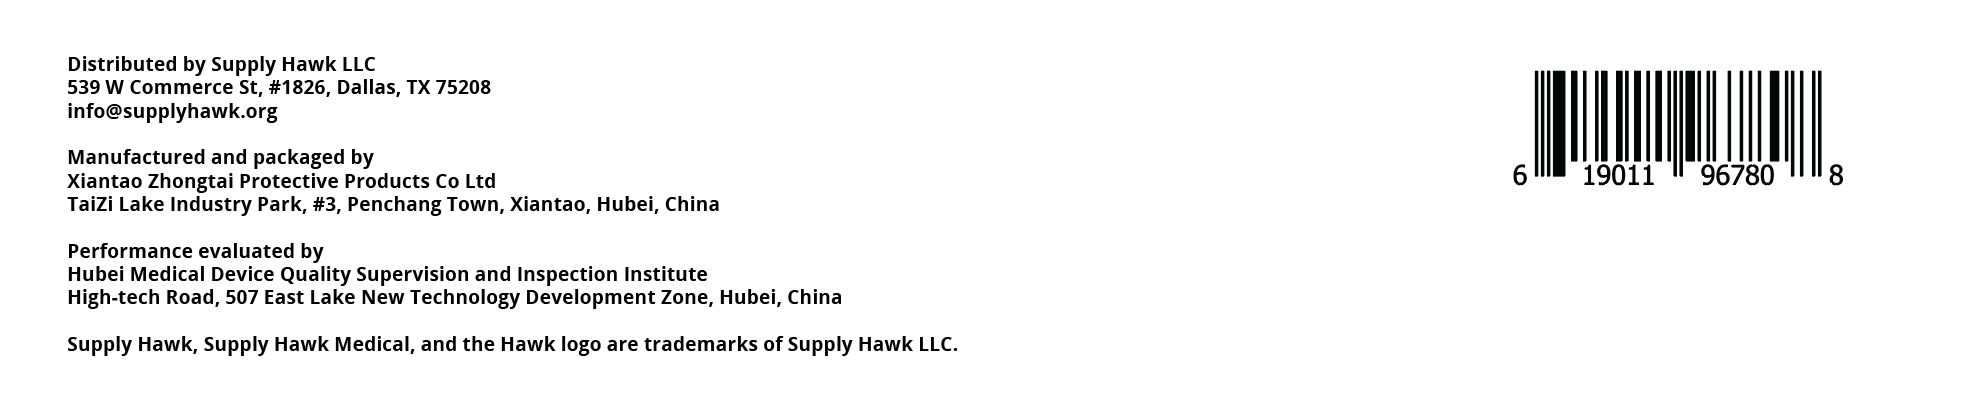 Distributed by Supply Hawk LLC
539 W Commerce St, #1826, Dallas, TX 75208
info@supplyhawk.org
Manufactured and packaged by
Xiantao Zhongtai Protective Products Co Ltd
TaiZi Lake Industry Park, #3, Penchang Town, Xiantao, Hubei, China
Performance evaluated by
Hubei Medical Device Quality Supervision and Inspection Institute
High-tech Road, 507 East Lake New Technology Development Zone, Hubei, China
Supply Hawk, Supply Hawk Medical, and the Hawk logo are trademarks of Supply Hawk LLC.
6 19011 96780 8